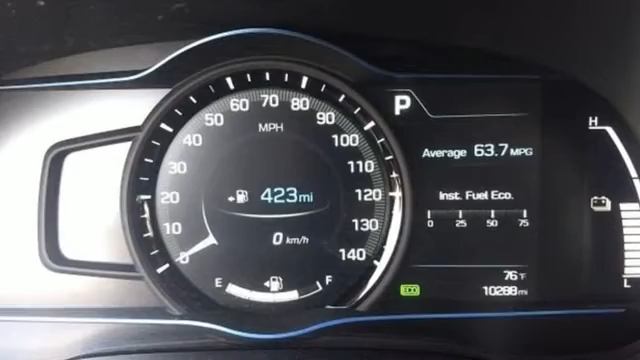 0
10
20
30
40
50
60
70
80
90
100
110
120
130
140
MPH
423mi
0 km/h
E F
P
Average 63.7 MPG
Inst. Fuel Eco.
0 25 50 75
76 °F
10288 mi
H
L